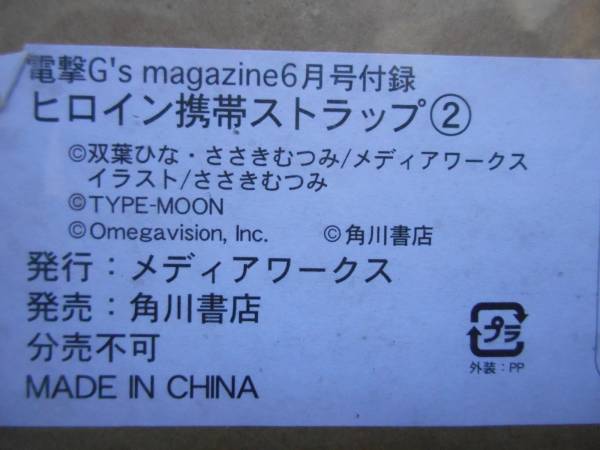 電撃G's magazine6月号付録
ヒロイン携帯ストラップ②
©双葉ひな・ささきむつみ/メディアワークス
イラスト/ささきむつみ
©TYPE-MOON
©Omegavision, Inc. ©角川書店
発行：メディアワークス
発売：角川書店
分売不可
MADE IN CHINA
プラ
外装：PP